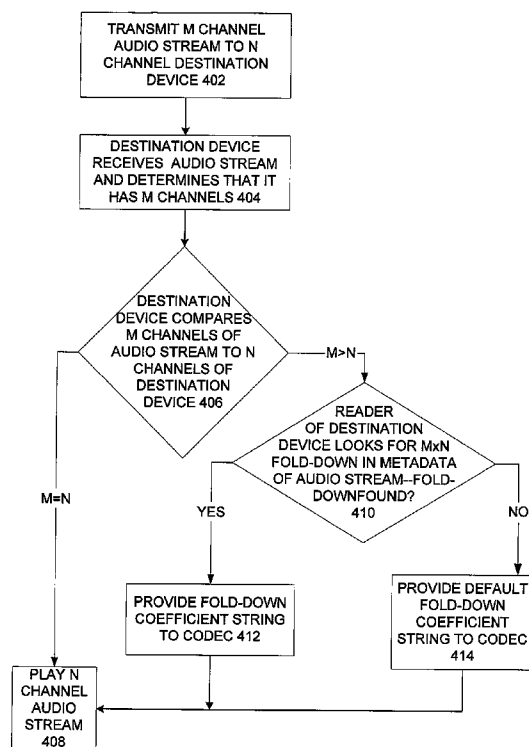 TRANSMIT M CHANNEL
AUDIO STREAM TO N
CHANNEL DESTINATION
DEVICE 402
DESTINATION DEVICE
RECEIVES AUDIO STREAM
AND DETERMINES THAT IT
HAS M CHANNELS 404
DESTINATION
DEVICE COMPARES
M CHANNELS OF
AUDIO STREAM TO N
CHANNELS OF
DESTINATION
DEVICE 406
M>N
READER
OF DESTINATION
DEVICE LOOKS FOR MxN
FOLD-DOWN IN METADATA
OF AUDIO STREAM--FOLD-
DOWNFOUND?
410
M=N
YES
NO
PROVIDE FOLD-DOWN
COEFFICIENT STRING
TO CODEC 412
PROVIDE DEFAULT
FOLD-DOWN
COEFFICIENT
STRING TO CODEC
414
PLAY N
CHANNEL
AUDIO
STREAM
408